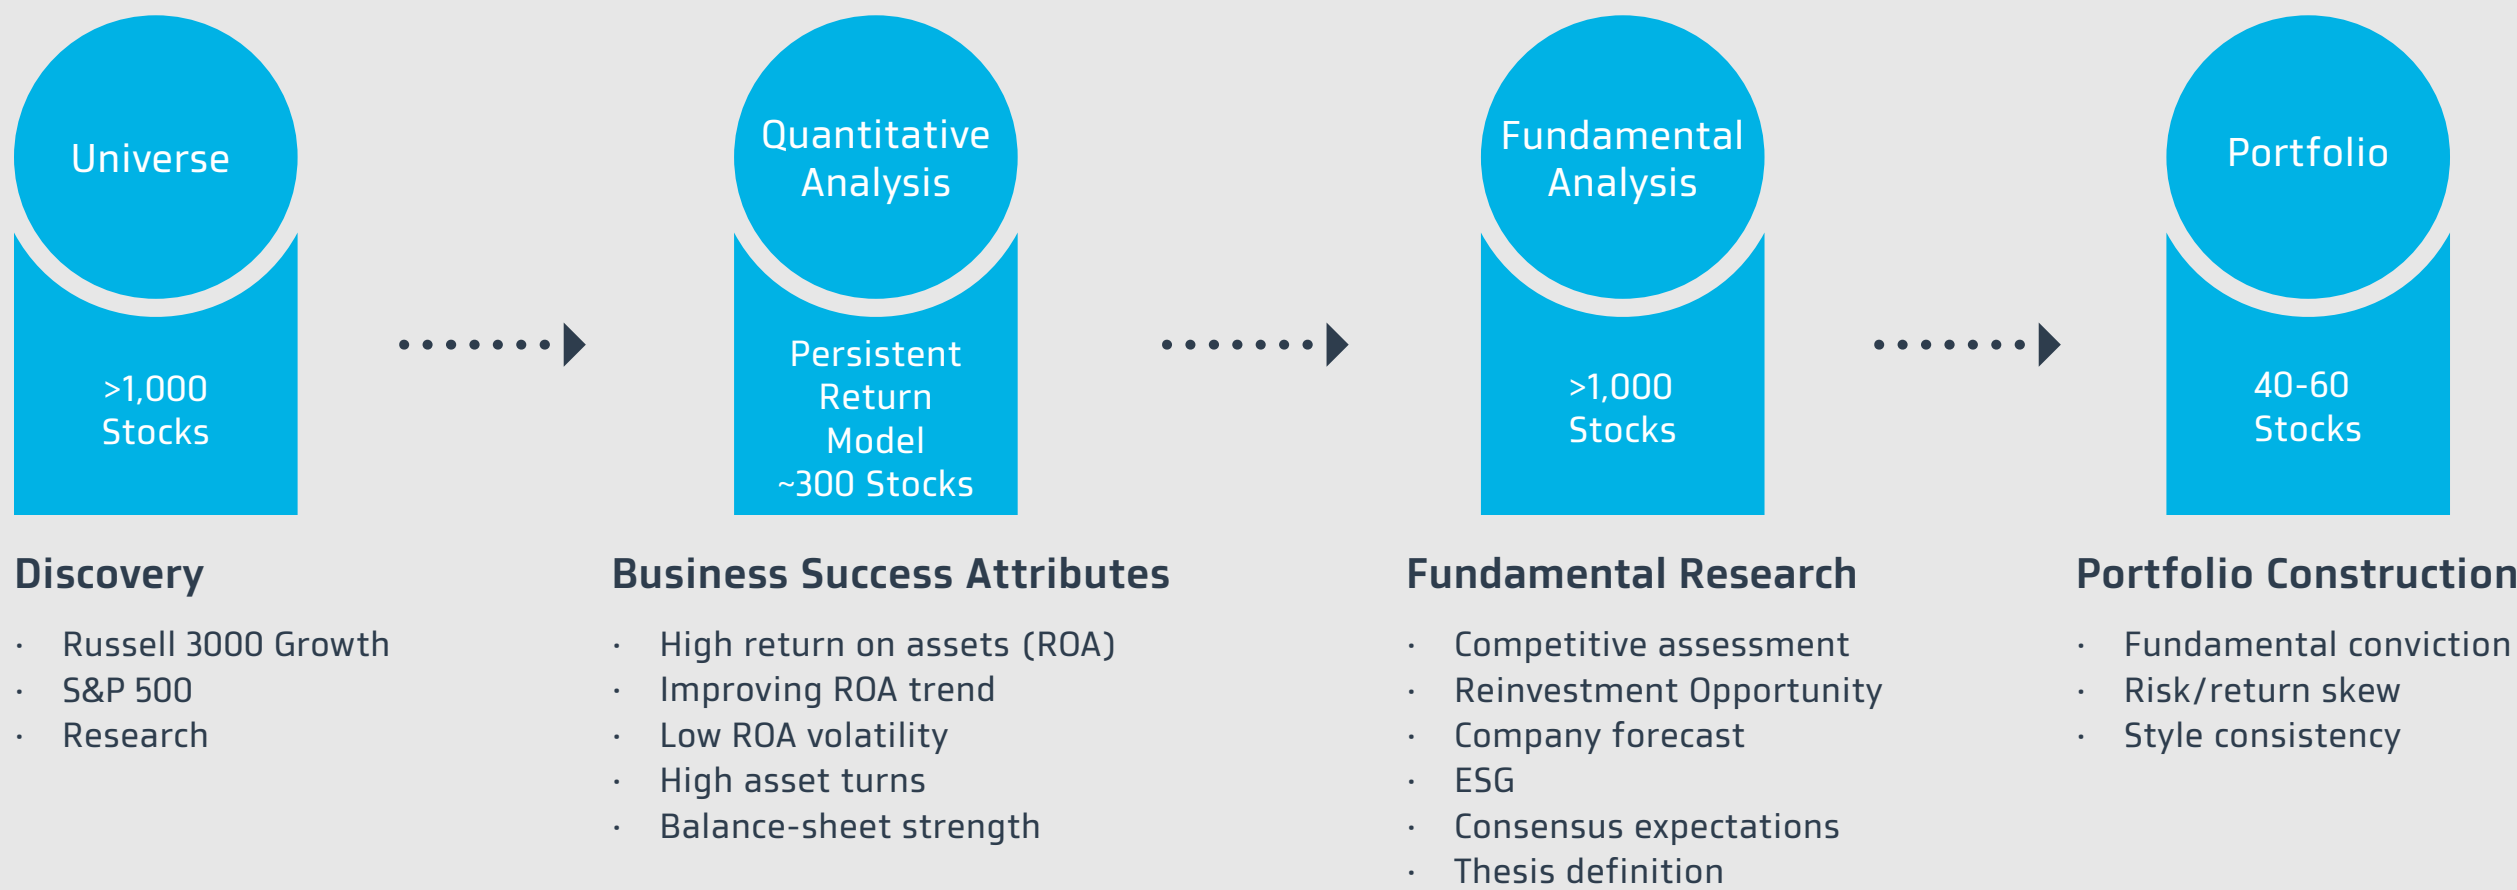 Universe
>1,000
Stocks
Discovery
· Russell 3000 Growth
· S&P 500
· Research
Quantitative
Analysis
Persistent
Return
Model
~300 Stocks
Business Success Attributes
· High return on assets (ROA)
· Improving ROA trend
· Low ROA volatility
· High asset turns
· Balance-sheet strength
Fundamental
Analysis
>1,000
Stocks
Fundamental Research
· Competitive assessment
· Reinvestment Opportunity
· Company forecast
· ESG
· Consensus expectations
· Thesis definition
Portfolio
40-60
Stocks
Portfolio Construction
· Fundamental conviction
· Risk/return skew
· Style consistency